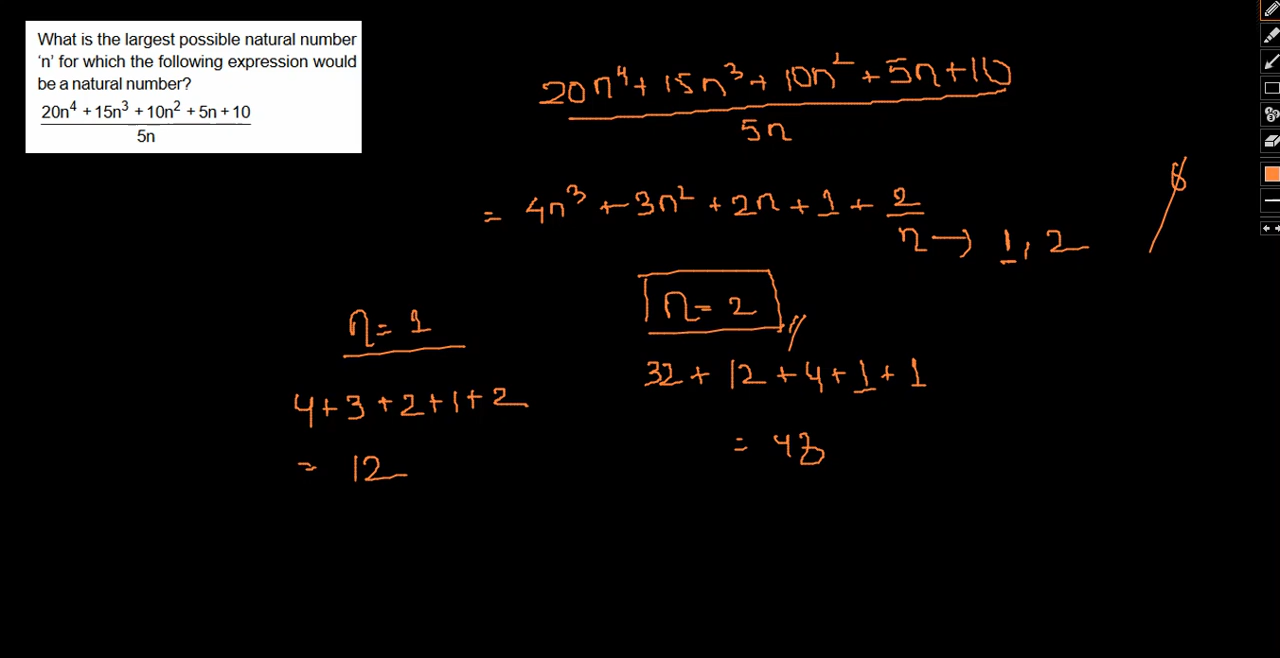 What is the largest possible natural number
‘n’ for which the following expression would
be a natural number?
20n⁴ +15n³ +10n² +5n +10
5n
20n⁴ + 15n³ + 10n² + 5n + 10
5n
= 4n³ + 3n² + 2n + 1 + 2/n → 1, 2
n = 1
n = 2
4+3+2+1+2
= 12
32 + 12 + 4 + 1 + 1